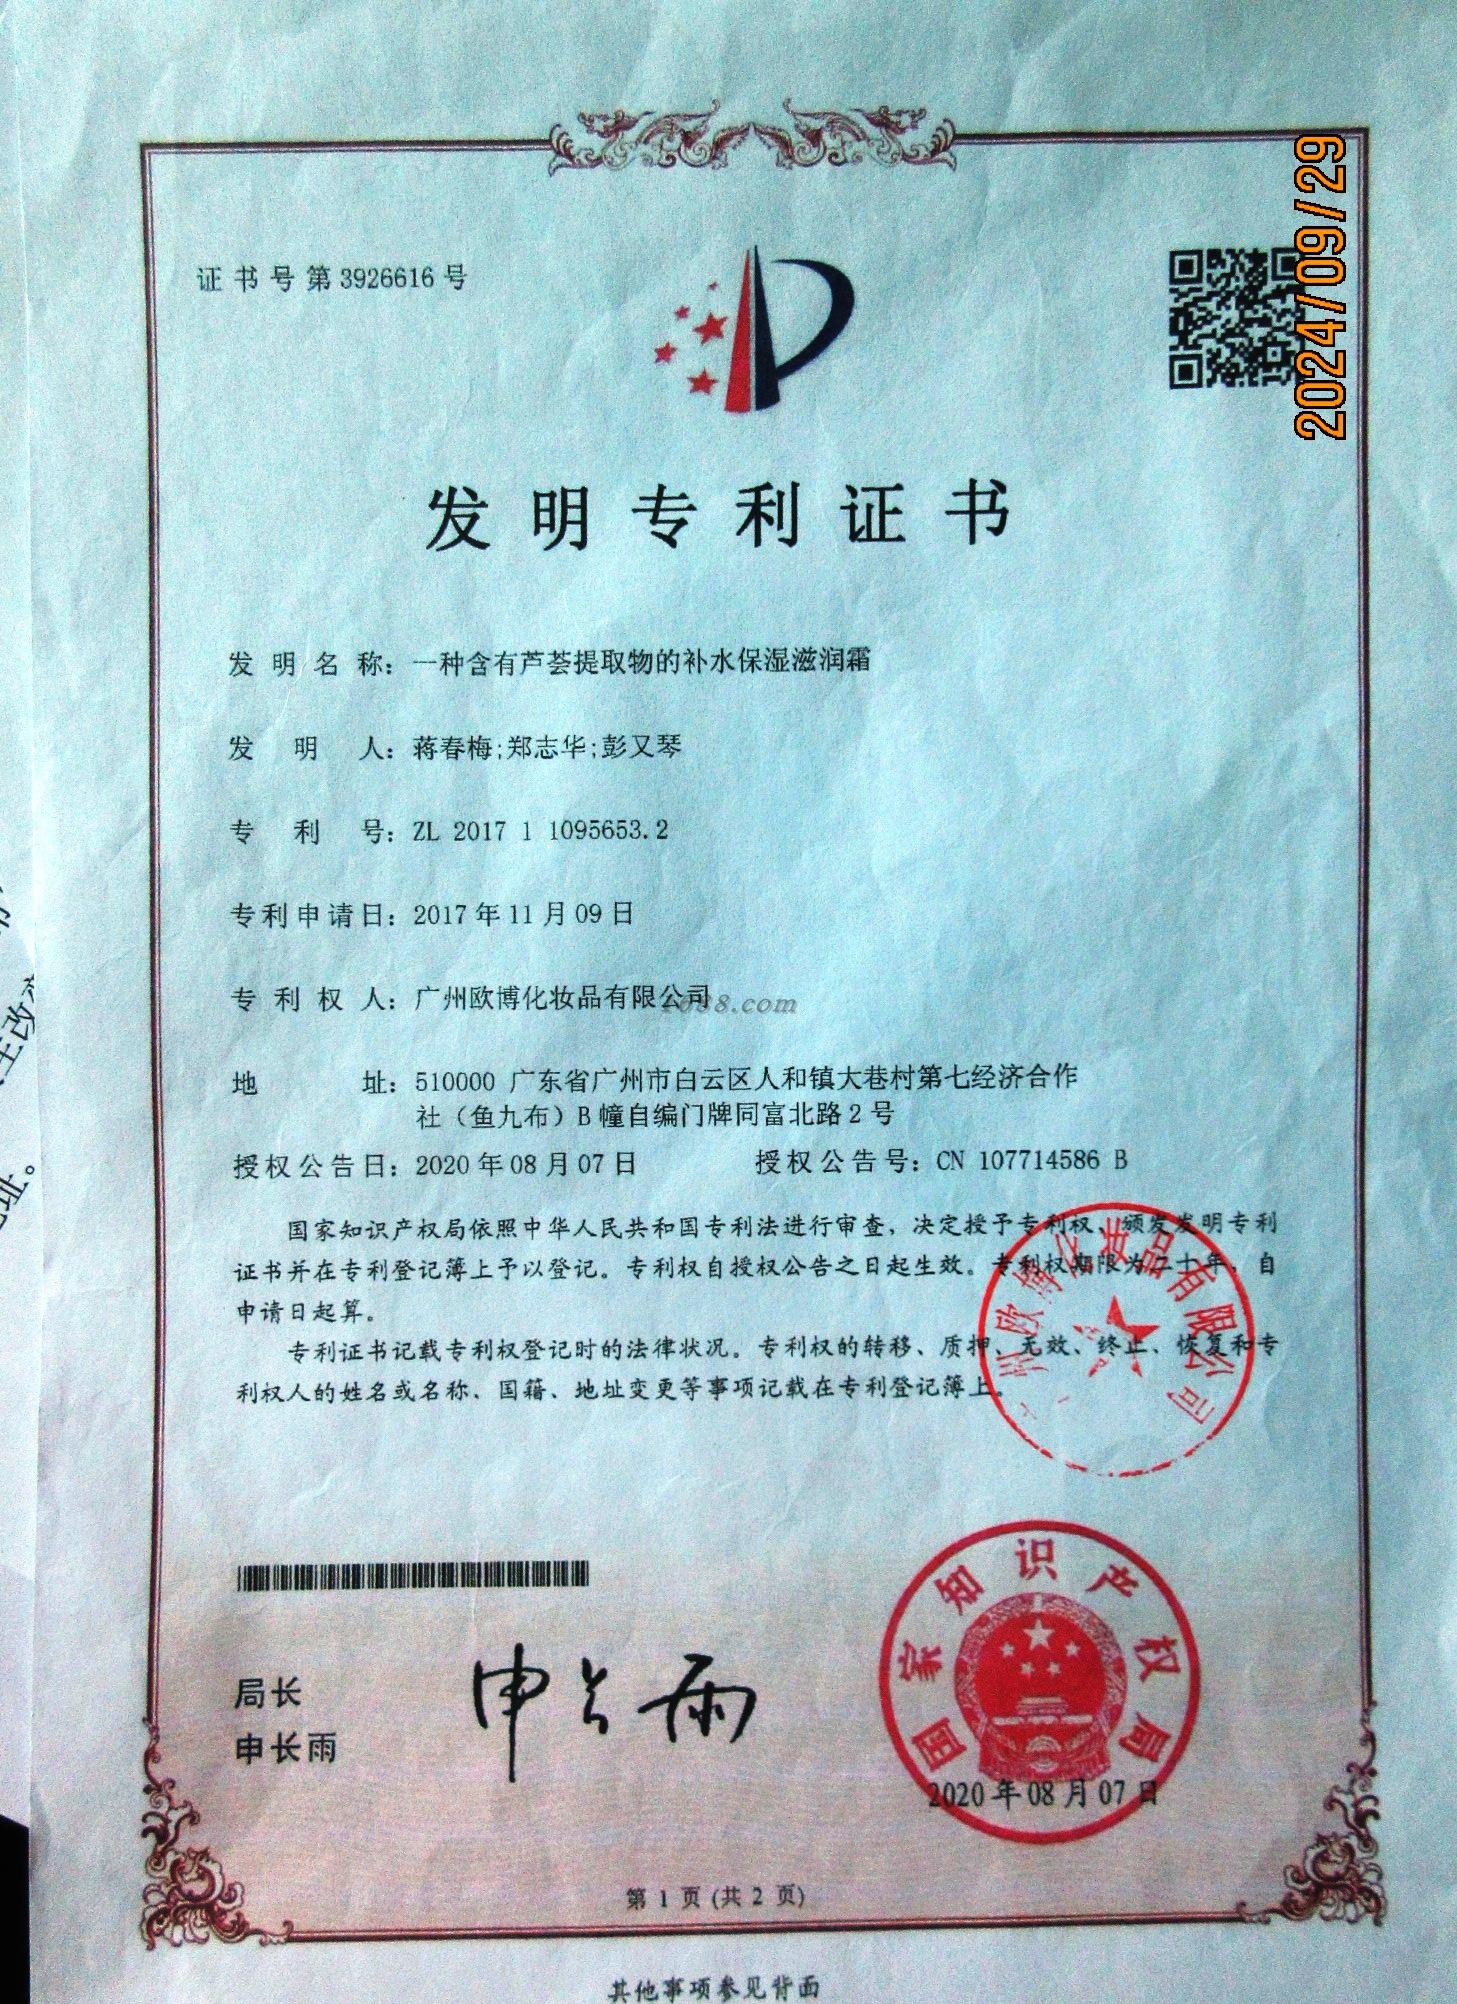 2024/09/29
证书号第3926616号
发明专利证书
发明名称：一种含有芦荟提取物的补水保湿滋润霜
发明人：蒋春梅;郑志华;彭又琴
专利号：ZL 2017 1 1095653.2
专利申请日：2017年11月09日
专利权人：广州欧博化妆品有限公司
1688.com
地址：510000 广东省广州市白云区人和镇大巷村第七经济合作
社（鱼九布）B幢自编门牌同富北路2号
授权公告日：2020年08月07日 授权公告号：CN 107714586 B
国家知识产权局依照中华人民共和国专利法进行审查，决定授予专利权，颁发发明专利
证书并在专利登记簿上予以登记。专利权自授权公告之日起生效。专利权期限为二十年，自
申请日起算。
专利证书记载专利权登记时的法律状况。专利权的转移、质押、无效、终止、恢复和专
利权人的姓名或名称、国籍、地址变更等事项记载在专利登记簿上。
州欧博化妆品有限公司
局长
申长雨
申长雨
国家知识产权局
2020年08月07日
第 1 页 (共 2 页)
其他事项参见背面